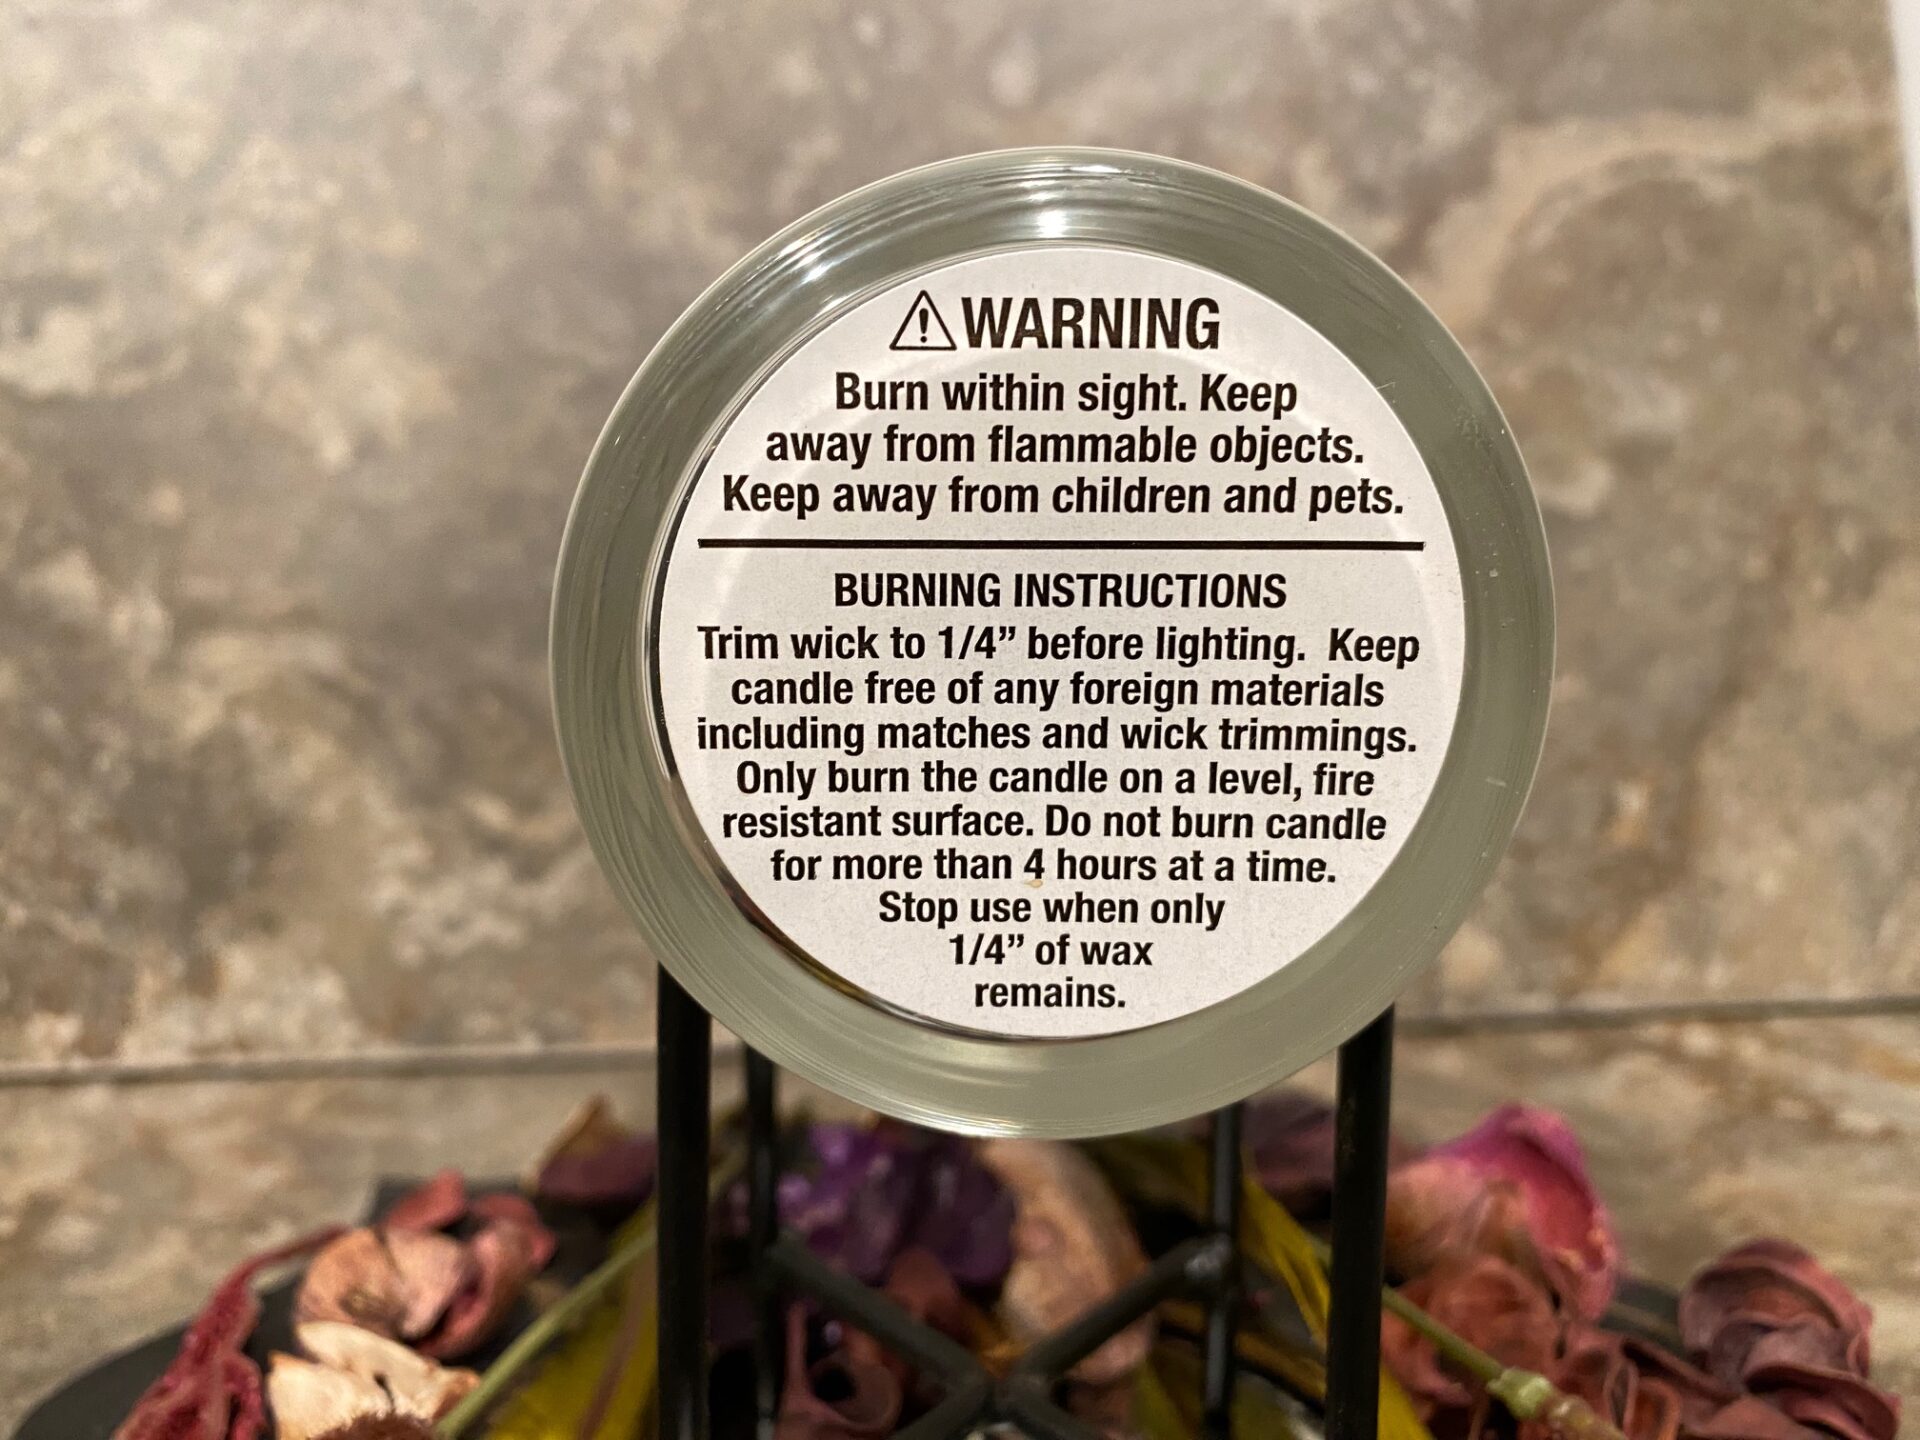 ⚠WARNING
Burn within sight. Keep
away from flammable objects.
Keep away from children and pets.
BURNING INSTRUCTIONS
Trim wick to 1/4” before lighting. Keep
candle free of any foreign materials
including matches and wick trimmings.
Only burn the candle on a level, fire
resistant surface. Do not burn candle
for more than 4 hours at a time.
Stop use when only
1/4” of wax
remains.